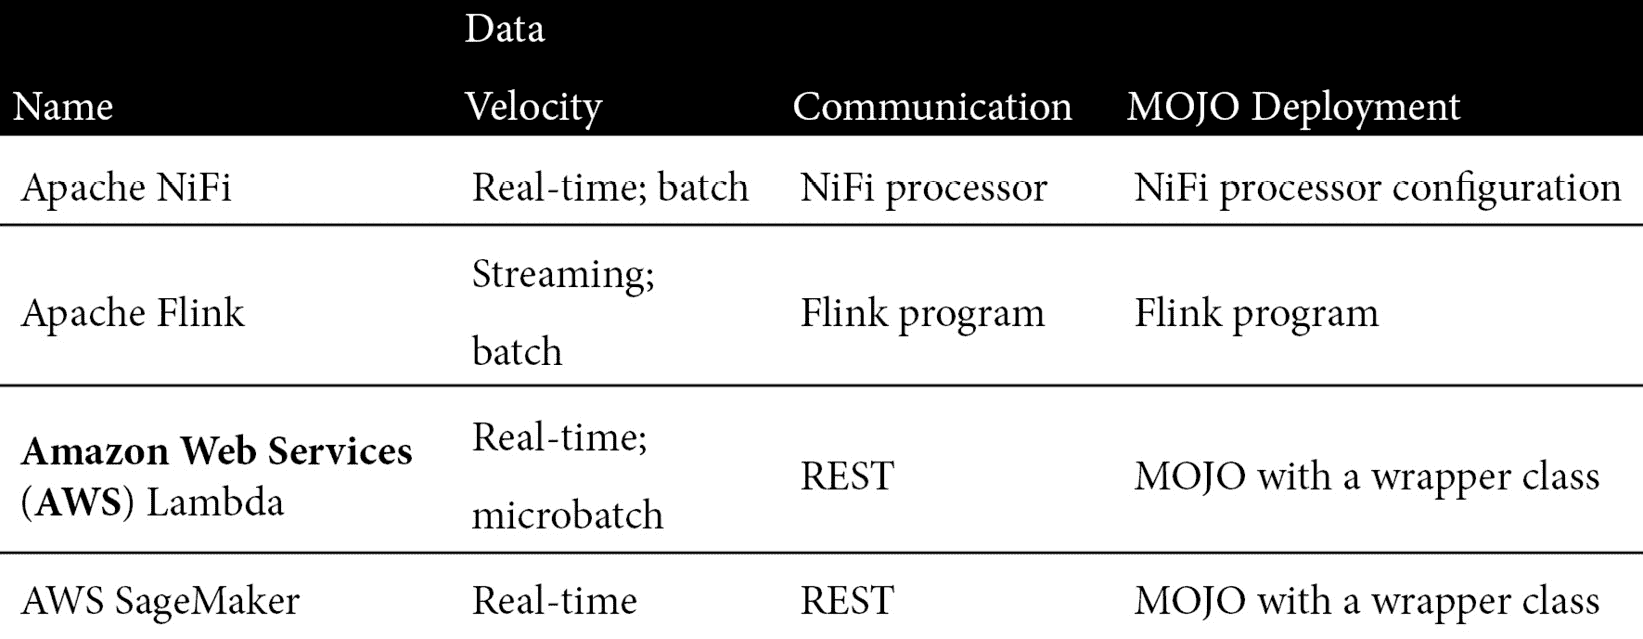 Data
Name Velocity Communication MOJO Deployment
Apache NiFi Real-time; batch NiFi processor NiFi processor configuration
Streaming;
Apache Flink Flink program Flink program
batch
Real-time;
Amazon Web Services
REST MOJO with a wrapper class
(AWS) Lambda
microbatch
AWS SageMaker Real-time REST MOJO with a wrapper class